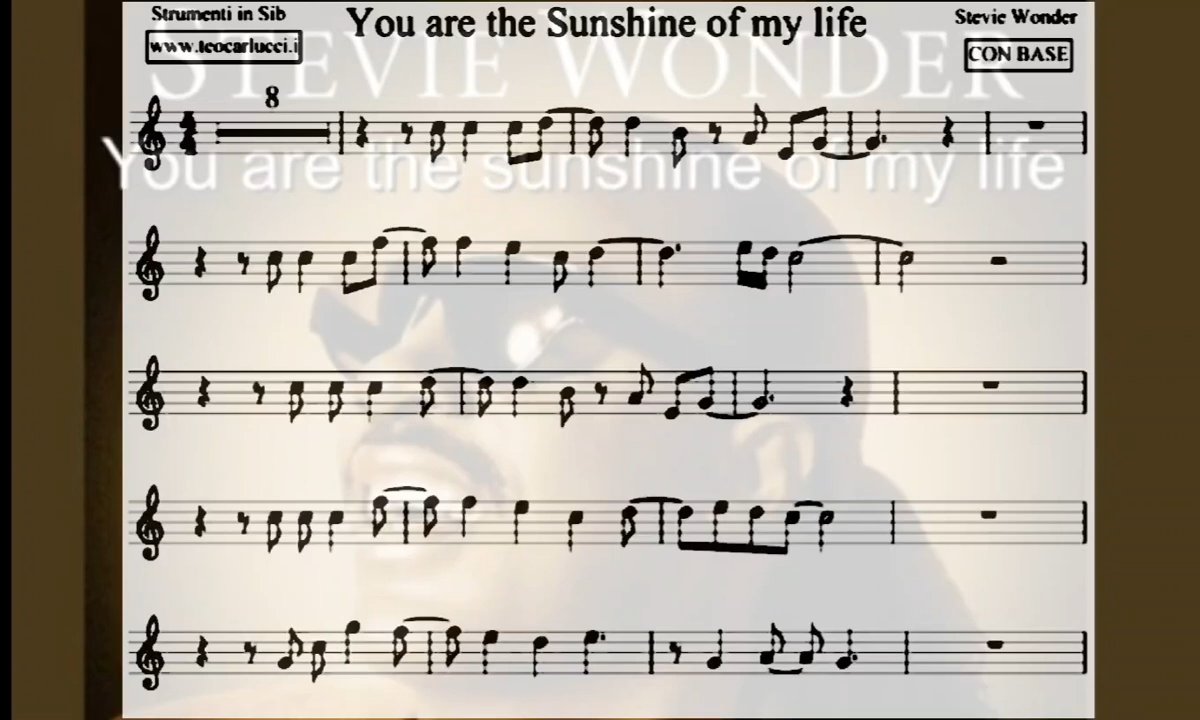 Strumenti in Sib
You are the Sunshine of my life
Stevie Wonder
www.teocarlucci.i
CON BASE
STEVIE WONDER
8
You are the sunshine of my life